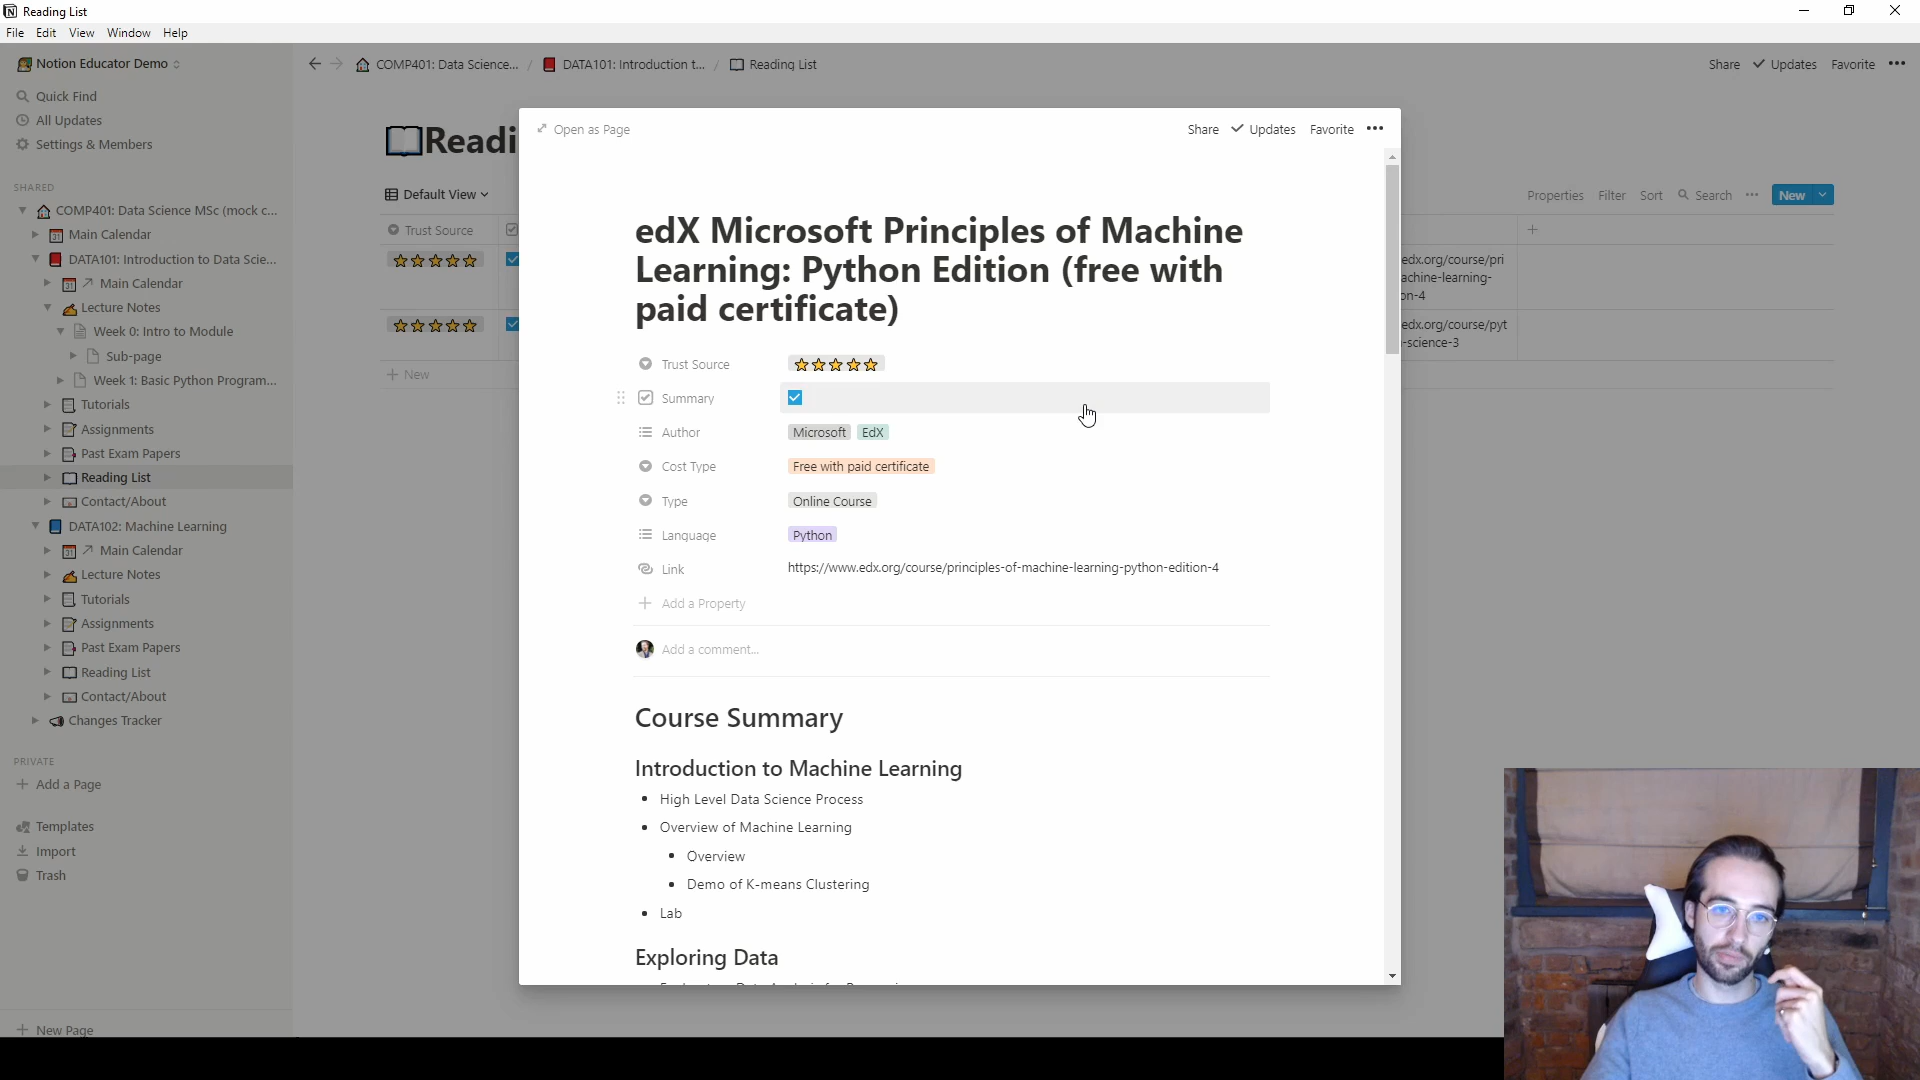 Reading List
File Edit View Window Help
Notion Educator Demo
Quick Find
All Updates
Settings & Members
SHARED
COMP401: Data Science MSc (mock c...
Main Calendar
DATA101: Introduction to Data Scie...
Main Calendar
Lecture Notes
Week 0: Intro to Module
Sub-page
Week 1: Basic Python Program...
Tutorials
Assignments
Past Exam Papers
Reading List
Contact/About
DATA102: Machine Learning
Main Calendar
Lecture Notes
Tutorials
Assignments
Past Exam Papers
Reading List
Contact/About
Changes Tracker
PRIVATE
Add a Page
Templates
Import
Trash
New Page
COMP401: Data Science... / DATA101: Introduction t... / Reading List
Share Updates Favorite
Readi
Default View
Properties Filter Sort Search New
Trust Source
edx.org/course/pri
achine-learning-
on-4
edx.org/course/pyt
-science-3
New
Open as Page
Share Updates Favorite
edX Microsoft Principles of Machine
Learning: Python Edition (free with
paid certificate)
Trust Source
Summary
Author Microsoft EdX
Cost Type Free with paid certificate
Type Online Course
Language Python
Link https://www.edx.org/course/principles-of-machine-learning-python-edition-4
Add a Property
Add a comment...
Course Summary
Introduction to Machine Learning
High Level Data Science Process
Overview of Machine Learning
Overview
Demo of K-means Clustering
Lab
Exploring Data